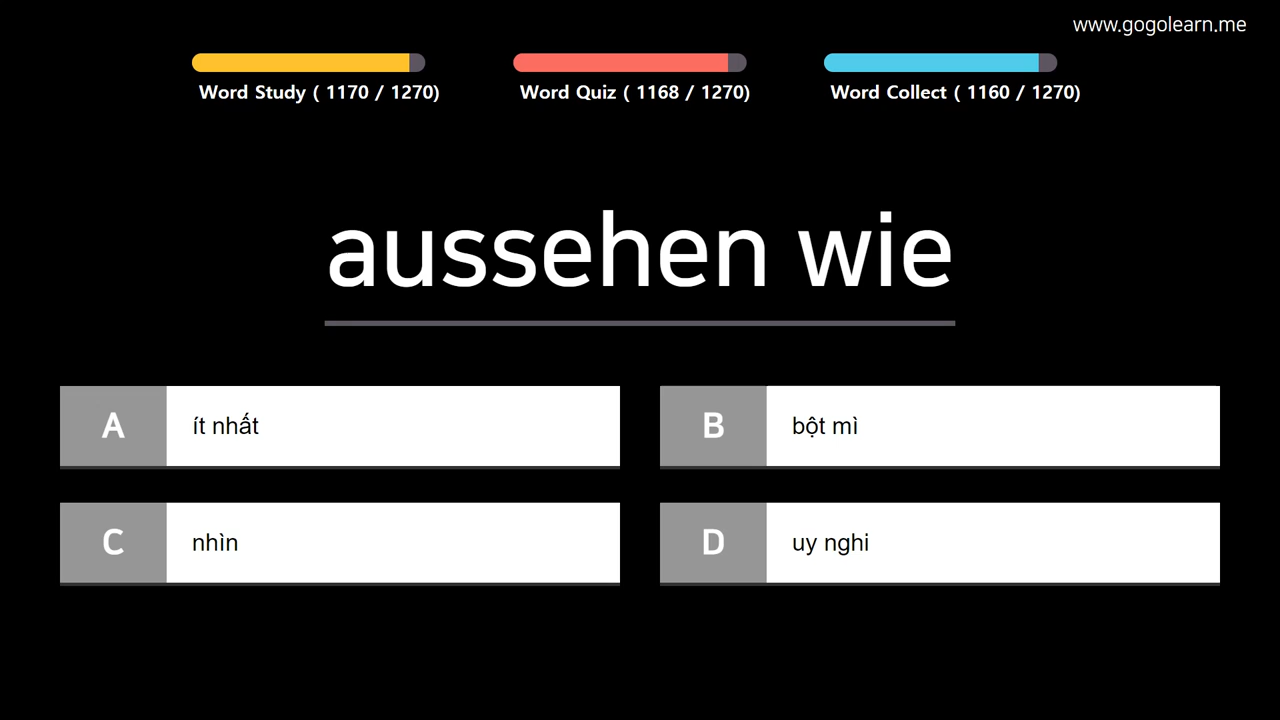 www.gogolearn.me
Word Study ( 1170 / 1270)
Word Quiz ( 1168 / 1270)
Word Collect ( 1160 / 1270)
aussehen wie
A ít nhất
B bột mì
C nhìn
D uy nghi